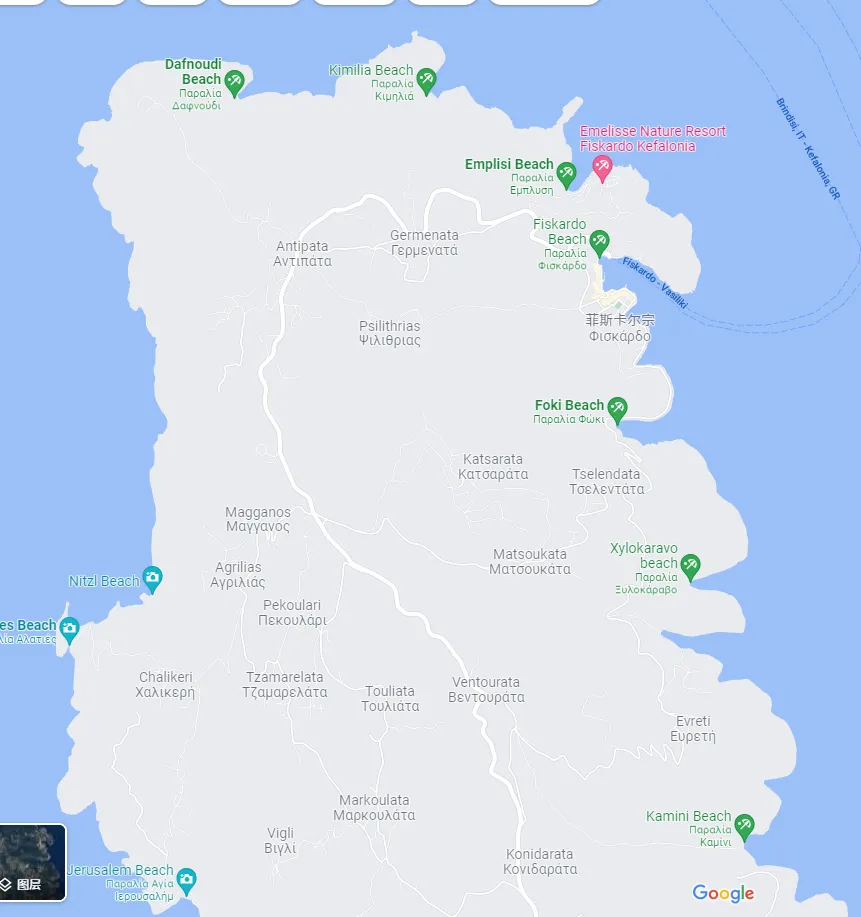 Dafnoudi
Beach
Παραλία
Δαφνούδι
Kimilia Beach
Παραλία
Κιμηλιά
Brindisi, IT - Kefalonia, GR
Emelisse Nature Resort
Fiskardo Kefalonia
Emplisi Beach
Παραλία
Εμπλυση
Fiskardo
Beach
Παραλία
Φισκάρδο
Fiskardo - Vasiliki
Germenata
Γερμενατά
Antipata
Αντιπάτα
Psilithrias
Ψιλιθριας
菲斯卡尔宗
Φισκάρδο
Foki Beach
Παραλία Φώκι
Katsarata
Κατσαράτα
Tselendata
Τσελεντάτα
Magganos
Μαγγανος
Matsoukata
Ματσουκάτα
Xylokaravo
beach
Παραλία
Ξυλοκάραβο
Agrilias
Αγριλιάς
Nitzl Beach
Pekoulari
Πεκουλάρι
es Beach
λία Αλατιες
Chalikeri
Χαλικερή
Tzamarelata
Τζαμαρελάτα
Touliata
Τουλιάτα
Ventourata
Βεντουράτα
Evreti
Ευρετή
Markoulata
Μαρκουλάτα
Vigli
Βιγλί
Kamini Beach
Παραλία
Καμίνι
Konidarata
Κονιδαράτα
Jerusalem Beach
Παραλία Αγία
Ιερουσαλήμ
图层
Google